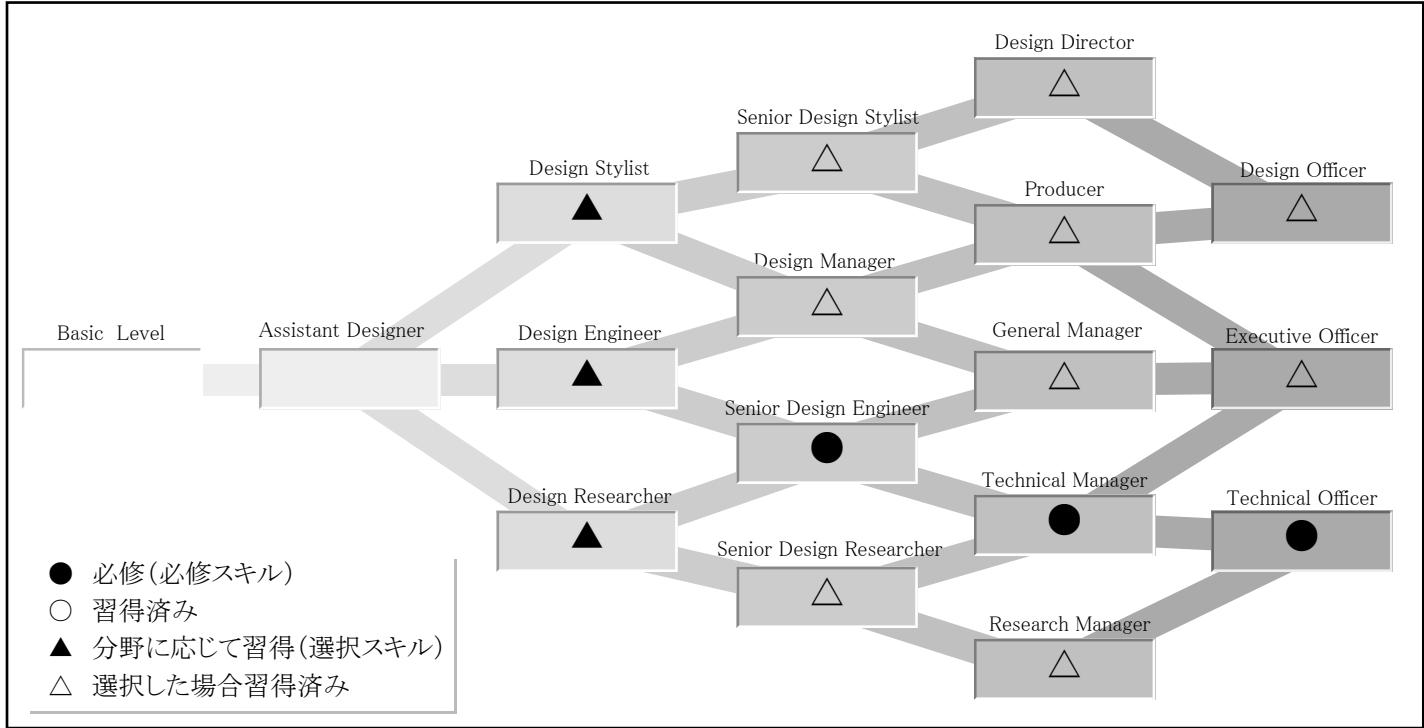 Design Director
△
Senior Design Stylist
△
Design Stylist
▲
Producer
△
Design Officer
△
Design Manager
△
Basic Level
Assistant Designer
Design Engineer
▲
General Manager
△
Executive Officer
△
Senior Design Engineer
●
Design Researcher
▲
Technical Manager
●
Technical Officer
●
Senior Design Researcher
△
Research Manager
△
● 必修(必修スキル)
○ 習得済み
▲ 分野に応じて習得(選択スキル)
△ 選択した場合習得済み